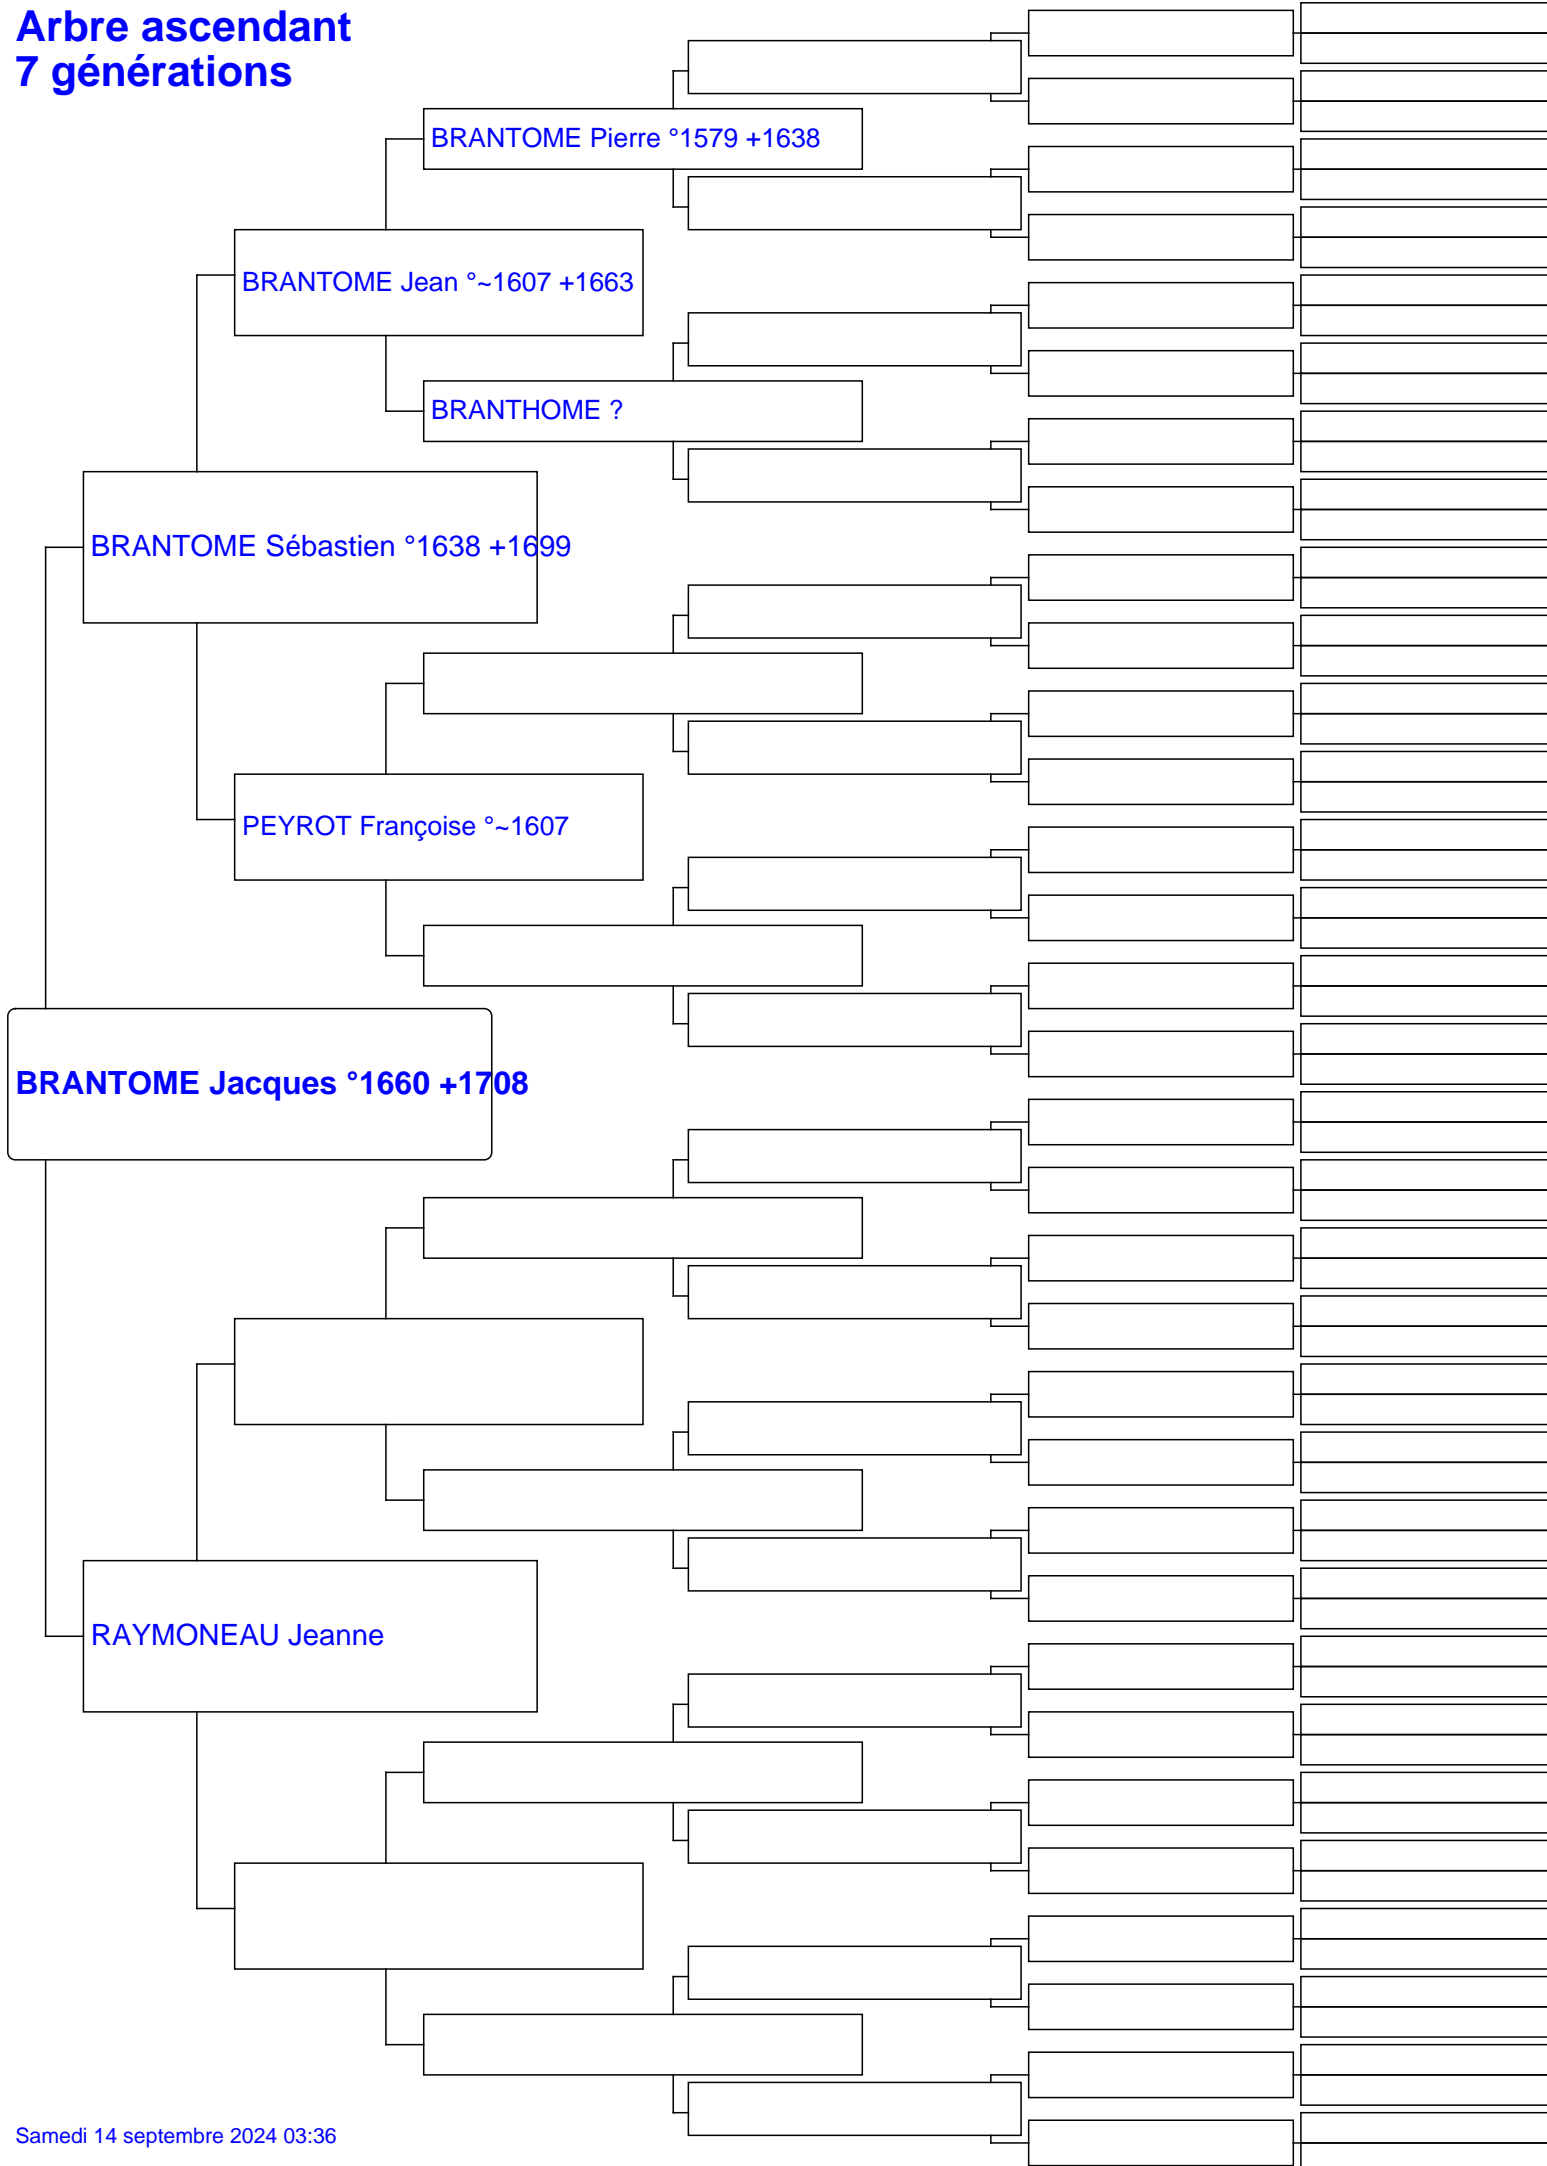 Arbre ascendant
7 générations
BRANTOME Pierre °1579 +1638
BRANTOME Jean °~1607 +1663
BRANTHOME ?
BRANTOME Sébastien °1638 +1699
PEYROT Françoise °~1607
BRANTOME Jacques °1660 +1708
RAYMONEAU Jeanne
Samedi 14 septembre 2024 03:36